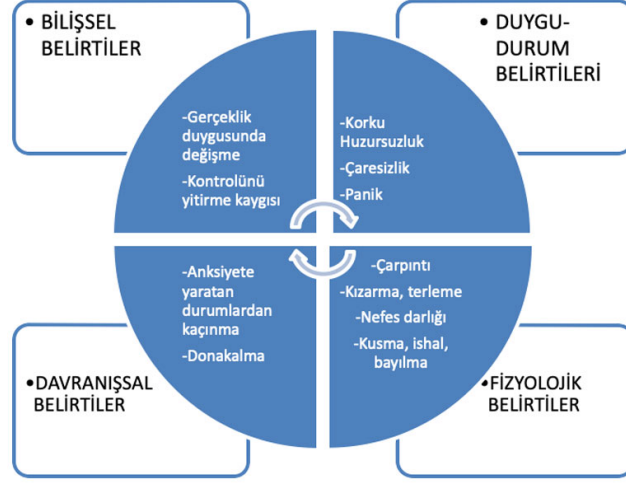 • BİLİŞSEL
BELİRTİLER
-Gerçeklik
duygusunda
değişme
-Kontrolünü
yitirme kaygısı
• DUYGU-
DURUM
BELİRTİLERİ
-Korku
Huzursuzluk
-Çaresizlik
-Panik
-Anksiyete
yaratan
durumlardan
kaçınma
-Donakalma
•DAVRANIŞSAL
BELİRTİLER
-Çarpıntı
-Kızarma, terleme
-Nefes darlığı
-Kusma, ishal,
bayılma
•FİZYOLOJİK
BELİRTİLER